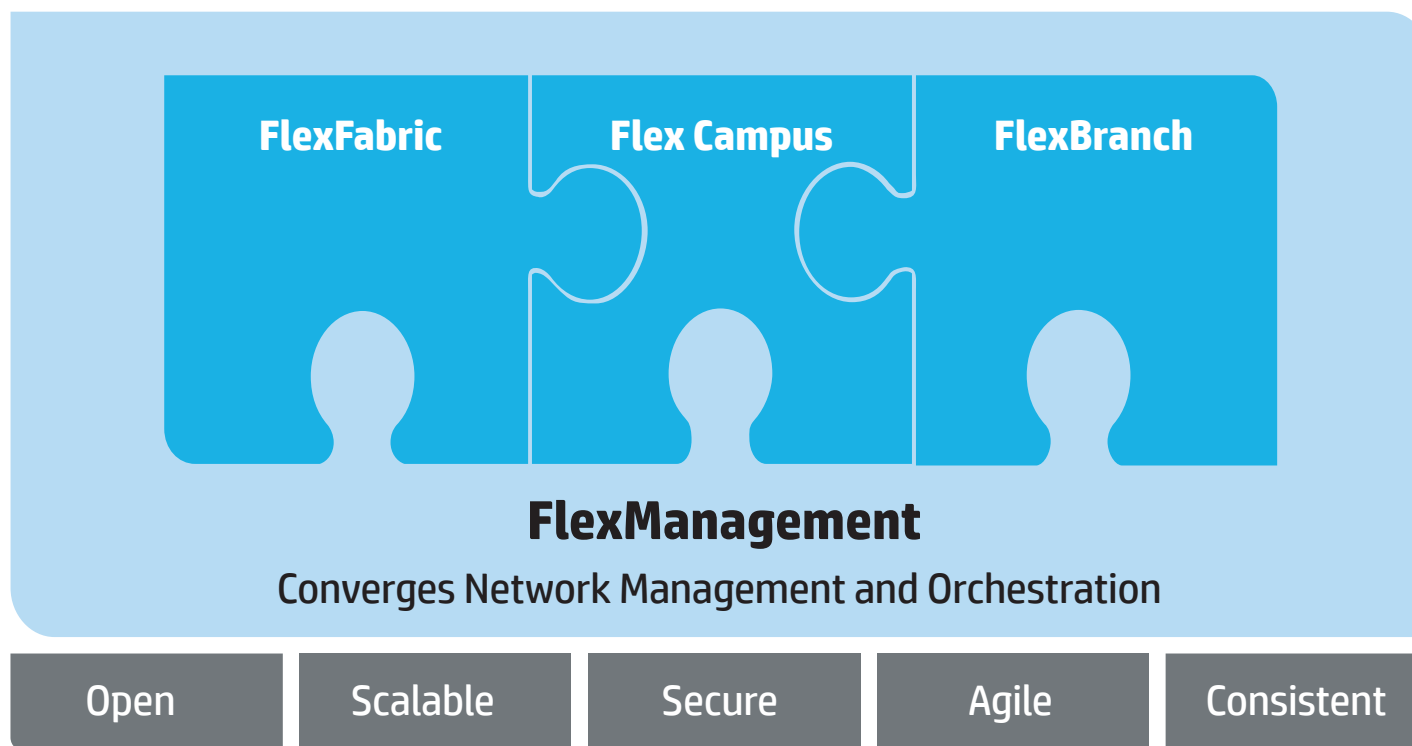 FlexFabric
Flex Campus
FlexBranch
FlexManagement
Converges Network Management and Orchestration
Open
Scalable
Secure
Agile
Consistent